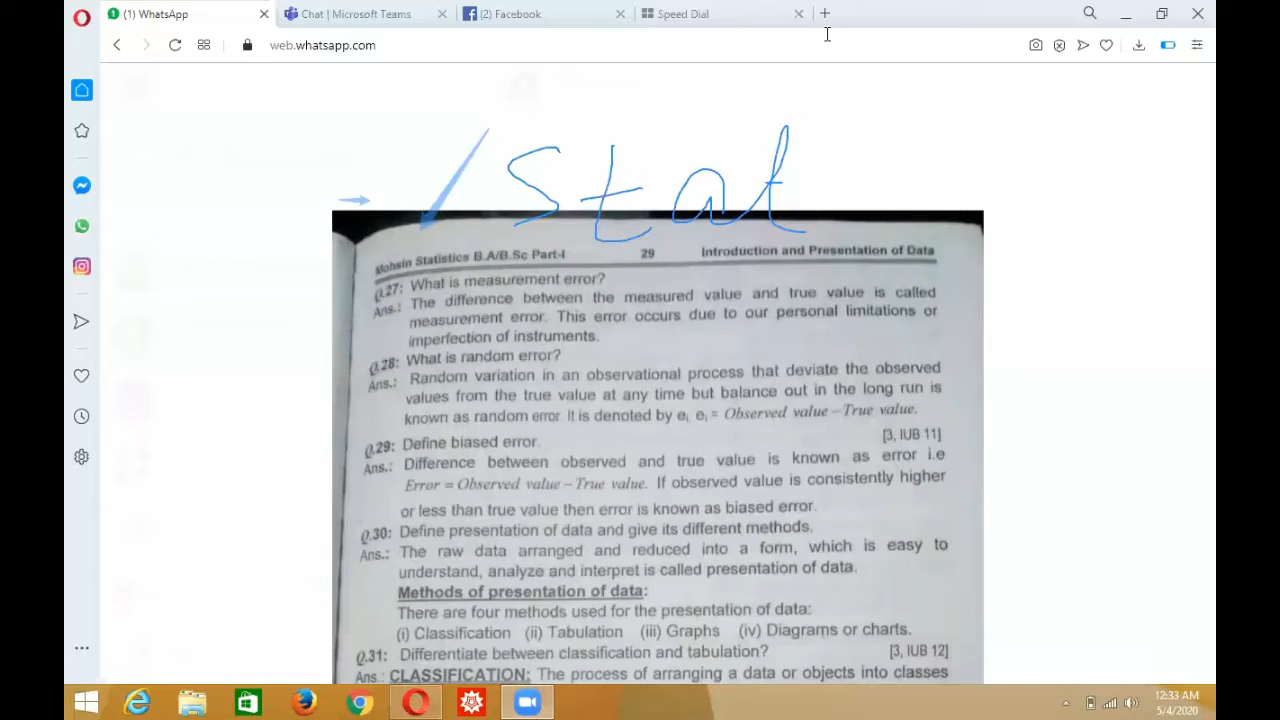 (1) WhatsApp
Chat | Microsoft Teams
(2) Facebook
Speed Dial
web.whatsapp.com
Stat
Mohsin Statistics B.A/B.Sc Part-I 29 Introduction and Presentation of Data
Q.27: What is measurement error?
Ans.: The difference between the measured value and true value is called
measurement error. This error occurs due to our personal limitations or
imperfection of instruments.
Q.28: What is random error?
Ans.: Random variation in an observational process that deviate the observed
values from the true value at any time but balance out in the long run is
known as random error. It is denoted by eᵢ eᵢ = Observed value – True value.
Q.29: Define biased error. [3, IUB 11]
Ans.: Difference between observed and true value is known as error i.e
Error = Observed value – True value. If observed value is consistently higher
or less than true value then error is known as biased error.
Q.30: Define presentation of data and give its different methods.
Ans.: The raw data arranged and reduced into a form, which is easy to
understand, analyze and interpret is called presentation of data.
Methods of presentation of data:
There are four methods used for the presentation of data:
(i) Classification (ii) Tabulation (iii) Graphs (iv) Diagrams or charts.
Q.31: Differentiate between classification and tabulation? [3, IUB 12]
Ans.: CLASSIFICATION: The process of arranging a data or objects into classes
12:33 AM
5/4/2020